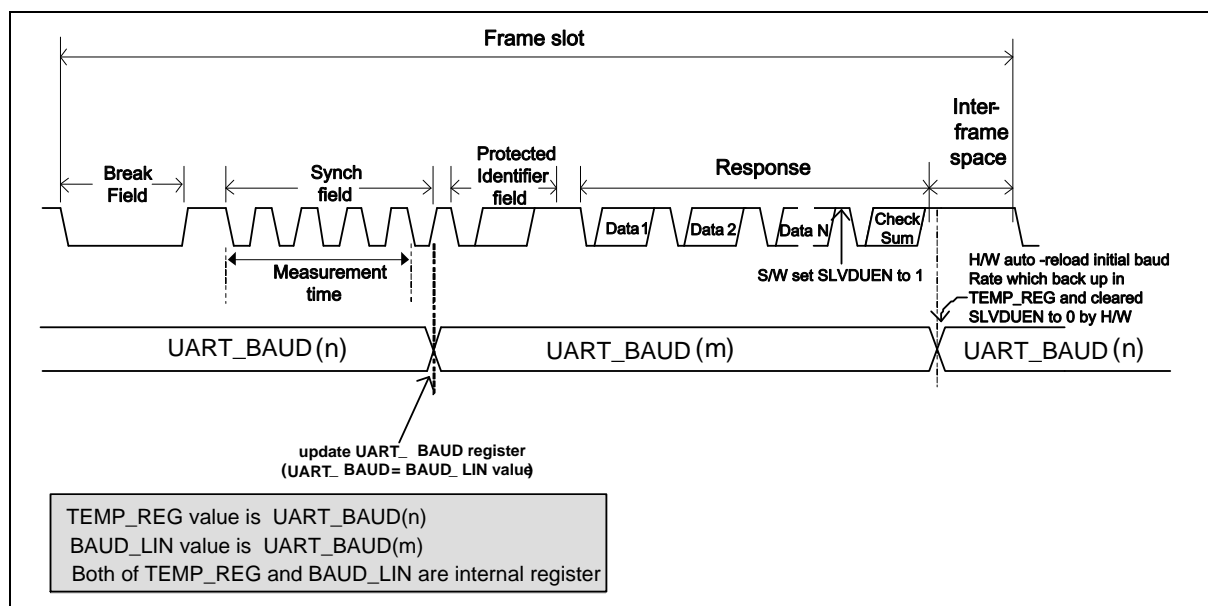 Frame slot
Inter-
frame
space
Break
Field
Synch
field
Protected
Identifier
field
Response
Data 1
Data 2
Data N
Check
Sum
Measurement
time
S/W set SLVDUEN to 1
H/W auto -reload initial baud
Rate which back up in
TEMP_REG and cleared
SLVDUEN to 0 by H/W
UART_BAUD (n)
UART_BAUD (m)
UART_BAUD (n)
update UART_ BAUD register
(UART_ BAUD = BAUD_ LIN value)
TEMP_REG value is UART_BAUD(n)
BAUD_LIN value is UART_BAUD(m)
Both of TEMP_REG and BAUD_LIN are internal register